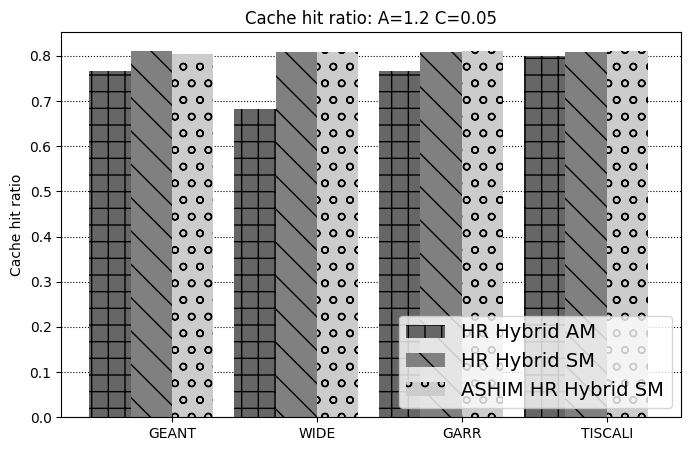 Cache hit ratio: A=1.2 C=0.05
Cache hit ratio
0.8
0.7
0.6
0.5
0.4
0.3
0.2
0.1
0.0
HR Hybrid AM
HR Hybrid SM
ASHIM HR Hybrid SM
GEANT
WIDE
GARR
TISCALI